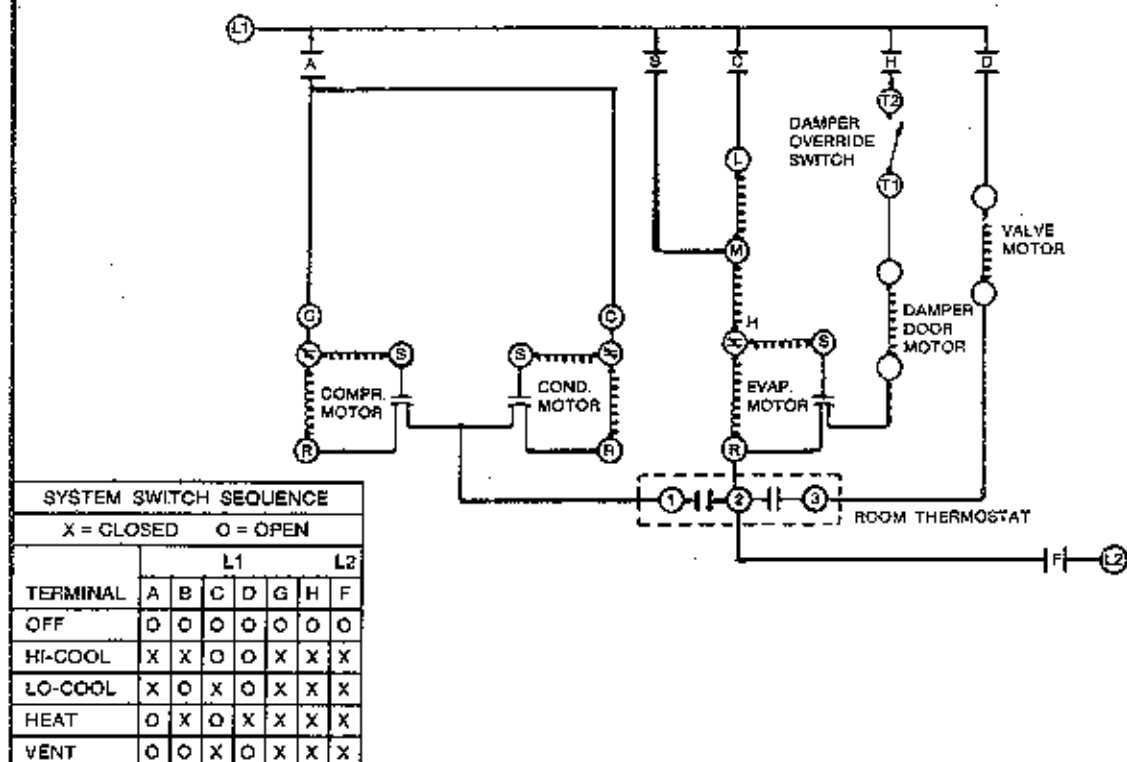 L1
A
B
C
H
D
T2
DAMPER
OVERRIDE
SWITCH
T1
L
M
VALVE
MOTOR
G
C
H
DAMPER
DOOR
MOTOR
S
S
S
COMPR.
MOTOR
COND.
MOTOR
EVAP.
MOTOR
R
R
R
1
2
3
ROOM THERMOSTAT
F
L2
SYSTEM SWITCH SEQUENCE
X = CLOSED O = OPEN
L1 L2
TERMINAL A B C D G H F
OFF O O O O O O O
HI-COOL X X O O X X X
LO-COOL X O X O X X X
HEAT O X O X X X X
VENT O O X O X X X